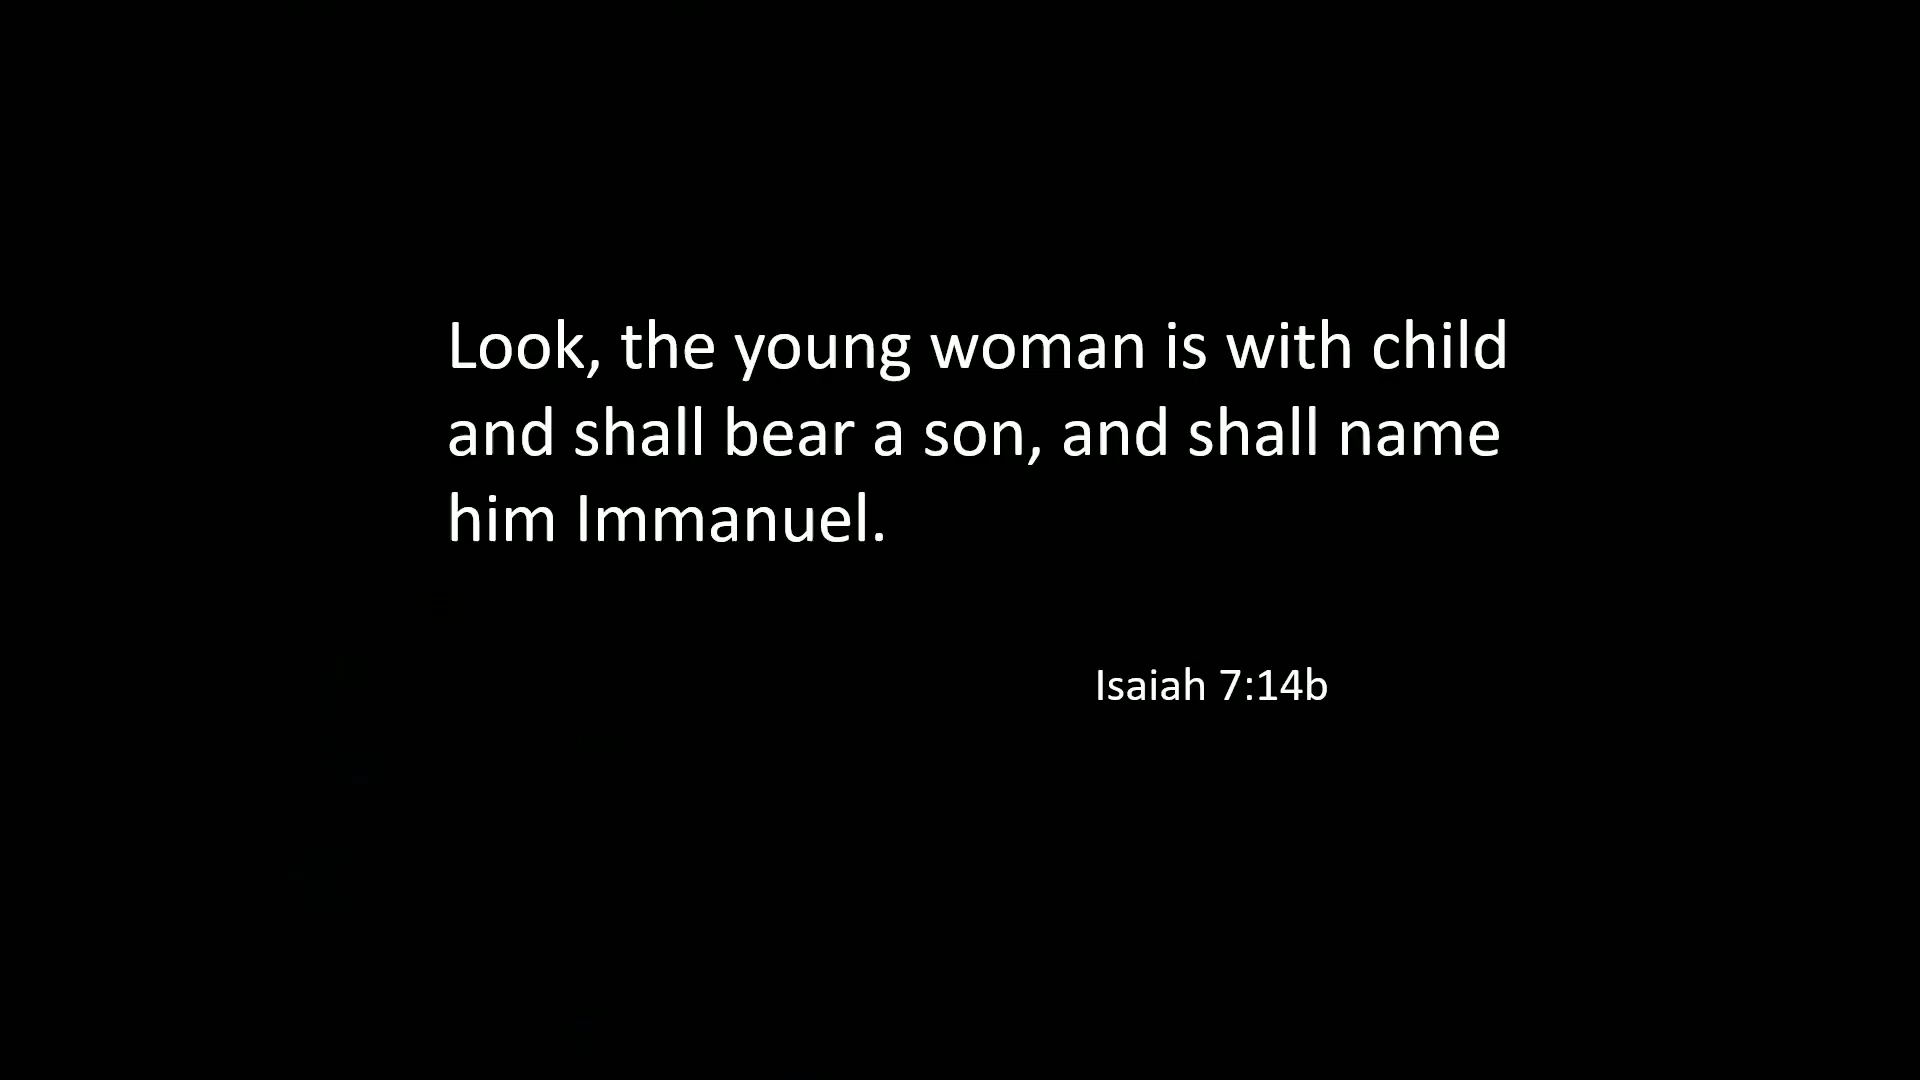 Look, the young woman is with child
and shall bear a son, and shall name
him Immanuel.
Isaiah 7:14b